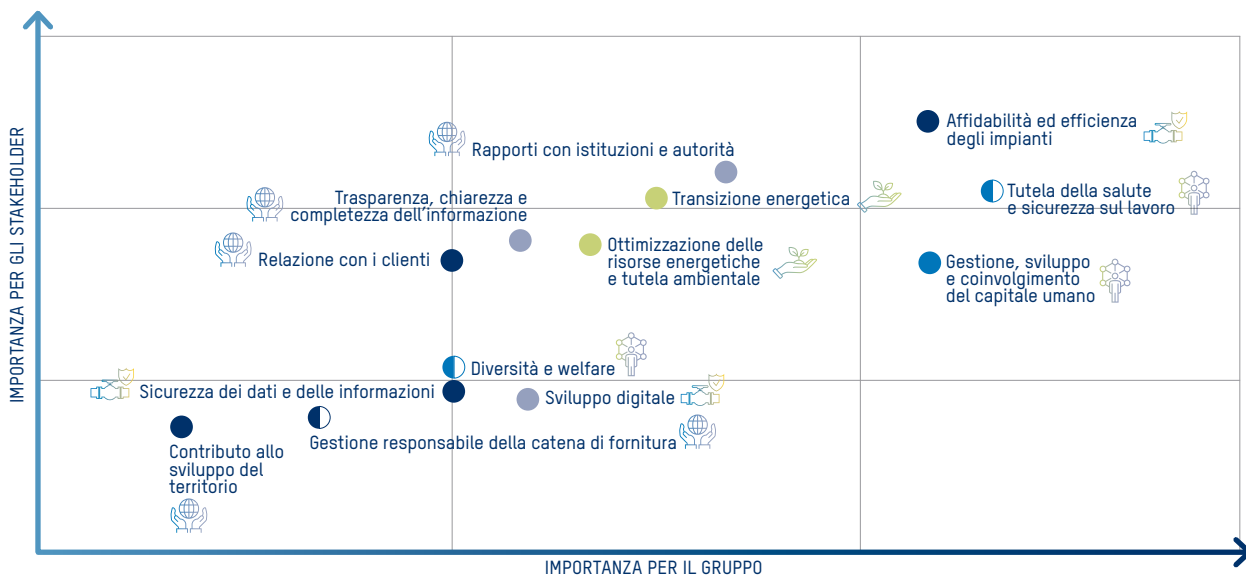 IMPORTANZA PER GLI STAKEHOLDER
Affidabilità ed efficienza
degli impianti
Rapporti con istituzioni e autorità
Trasparenza, chiarezza e
completezza dell'informazione
Transizione energetica
Tutela della salute
e sicurezza sul lavoro
Relazione con i clienti
Ottimizzazione delle
risorse energetiche
e tutela ambientale
Gestione, sviluppo
e coinvolgimento
del capitale umano
Diversità e welfare
Sicurezza dei dati e delle informazioni
Sviluppo digitale
Gestione responsabile della catena di fornitura
Contributo allo
sviluppo del
territorio
IMPORTANZA PER IL GRUPPO